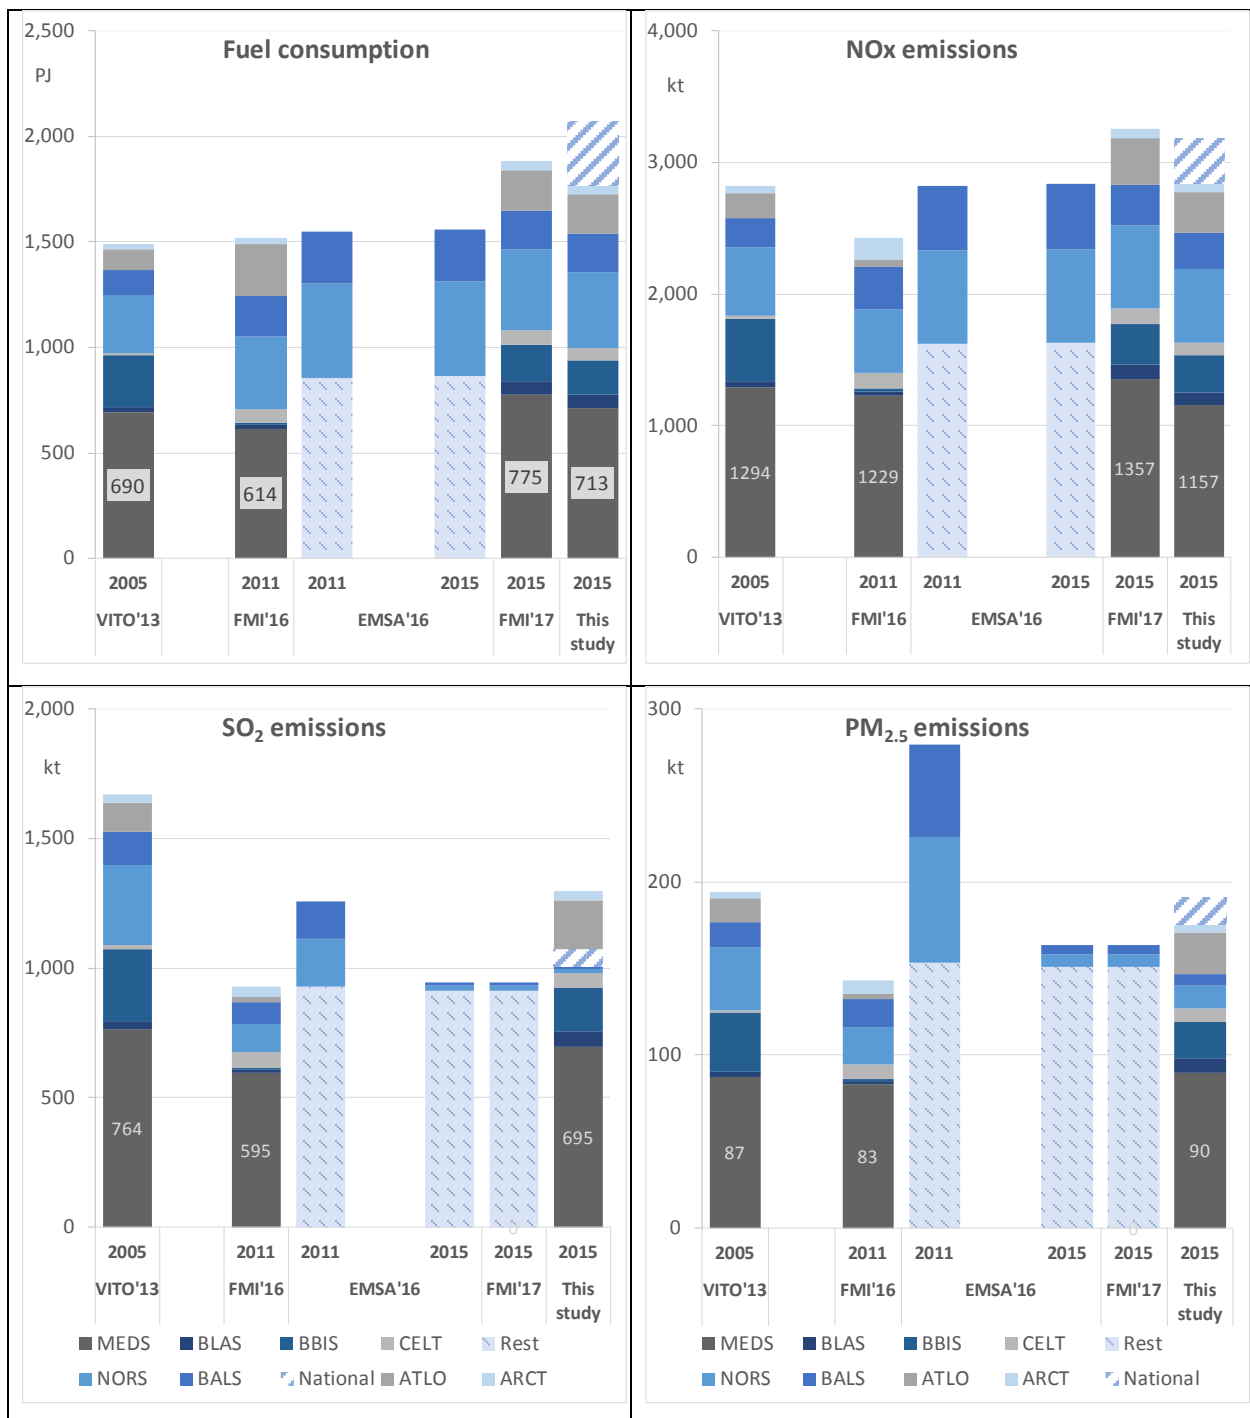 Fuel consumption
PJ
2,500
2,000
1,500
1,000
500
0
690
614
775
713
2005 2011 2011 2015 2015 2015
VITO'13 FMI'16 EMSA'16 FMI'17 This
study
NOx emissions
kt
4,000
3,000
2,000
1,000
0
1294
1229
1357
1157
2005 2011 2011 2015 2015 2015
VITO'13 FMI'16 EMSA'16 FMI'17 This
study
SO2 emissions
kt
2,000
1,500
1,000
500
0
764
595
0
695
2005 2011 2011 2015 2015 2015
VITO'13 FMI'16 EMSA'16 FMI'17 This
study
MEDS BLAS BBIS CELT Rest
NORS BALS National ATLO ARCT
PM2.5 emissions
kt
300
200
100
0
87
83
0
90
2005 2011 2011 2015 2015 2015
VITO'13 FMI'16 EMSA'16 FMI'17 This
study
MEDS BLAS BBIS CELT Rest
NORS BALS National ATLO ARCT